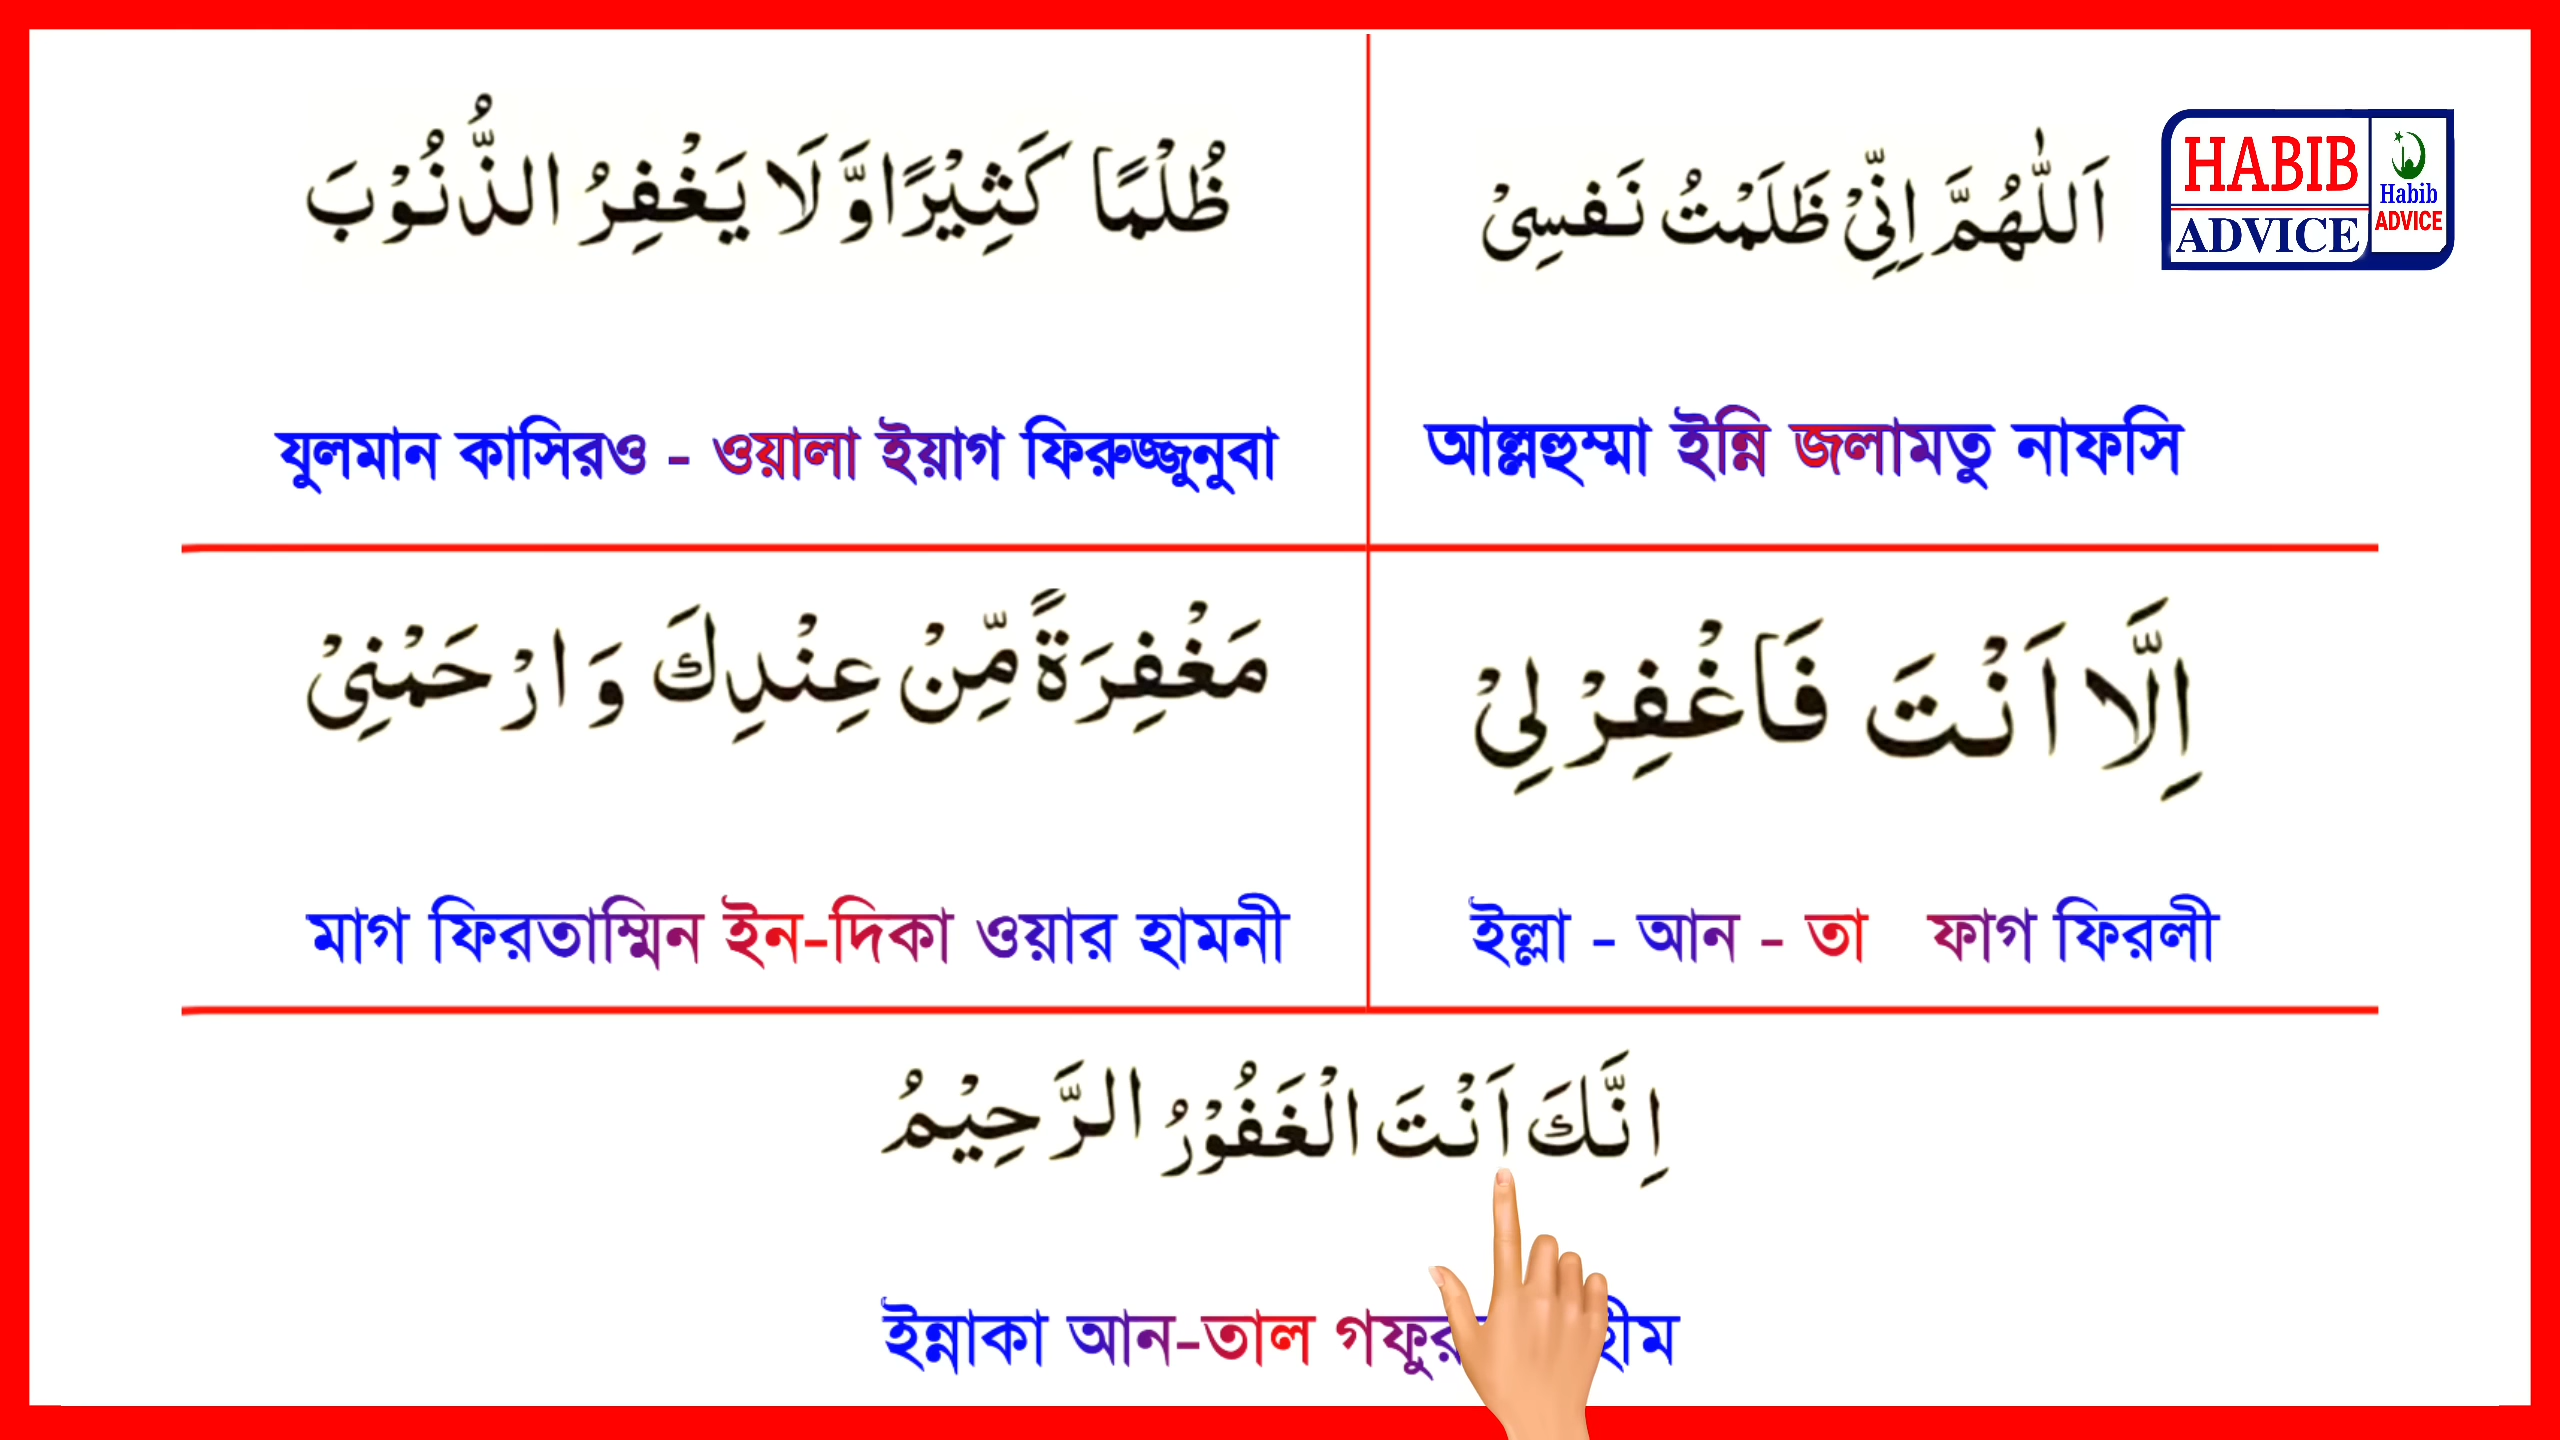 اَللّٰهُمَّ اِنِّيْ ظَلَمْتُ نَفْسِيْ
আল্লহুম্মা ইন্নি জলামতু নাফসি
ظُلْمًا كَثِيْرًا وَّلَا يَغْفِرُ الذُّنُوْبَ
যুলমান কাসিরও - ওয়ালা ইয়াগ ফিরুজ্জুনুবা
اِلَّا اَنْتَ فَاغْفِرْ لِيْ
ইল্লা - আন - তা ফাগ ফিরলী
مَغْفِرَةً مِّنْ عِنْدِكَ وَارْحَمْنِيْ
মাগ ফিরতাম্মিন ইন-দিকা ওয়ার হামনী
اِنَّكَ اَنْتَ الْغَفُوْرُ الرَّحِيْمُ
ইন্নাকা আন-তাল
HABIB
ADVICE
Habib
ADVICE